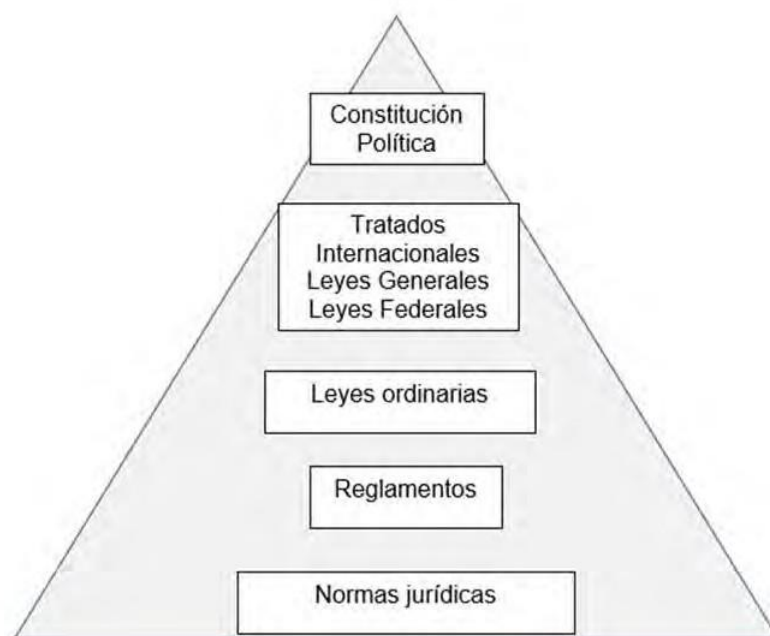 Constitución
Política
Tratados
Internacionales
Leyes Generales
Leyes Federales
Leyes ordinarias
Reglamentos
Normas jurídicas